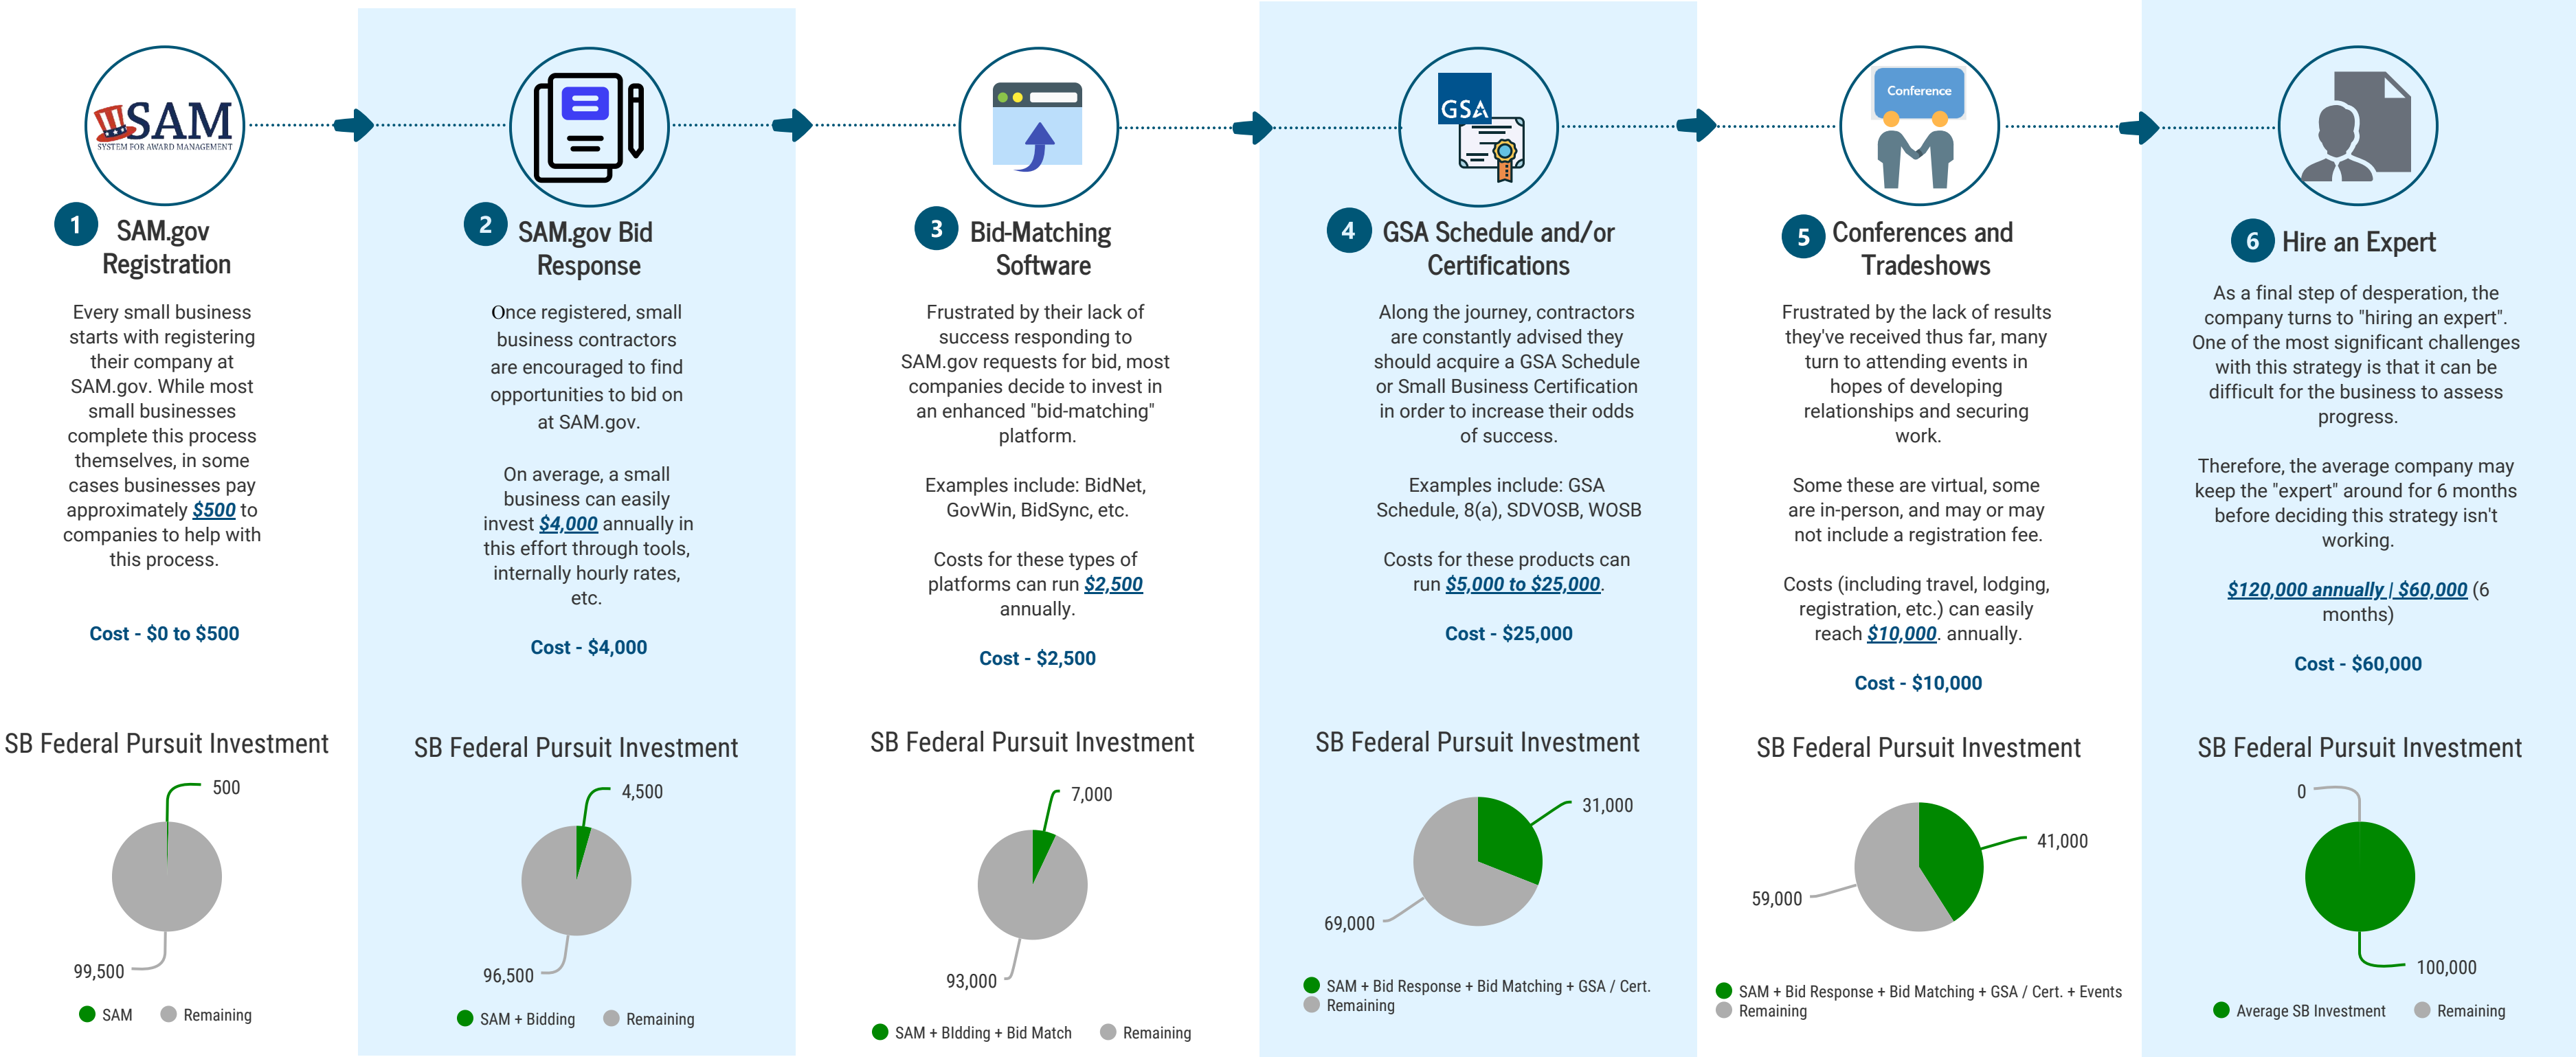 SAM
SYSTEM FOR AWARD MANAGEMENT
1
SAM.gov
Registration
Every small business
starts with registering
their company at
SAM.gov. While most
small businesses
complete this process
themselves, in some
cases businesses pay
approximately $500 to
companies to help with
this process.
Cost - $0 to $500
SB Federal Pursuit Investment
500
99,500
SAM
Remaining
2
SAM.gov Bid
Response
Once registered, small
business contractors
are encouraged to find
opportunities to bid on
at SAM.gov.
On average, a small
business can easily
invest $4,000 annually in
this effort through tools,
internally hourly rates,
etc.
Cost - $4,000
SB Federal Pursuit Investment
4,500
96,500
SAM + Bidding
Remaining
3
Bid-Matching
Software
Frustrated by their lack of
success responding to
SAM.gov requests for bid, most
companies decide to invest in
an enhanced "bid-matching"
platform.
Examples include: BidNet,
GovWin, BidSync, etc.
Costs for these types of
platforms can run $2,500
annually.
Cost - $2,500
SB Federal Pursuit Investment
7,000
93,000
SAM + BIdding + Bid Match
Remaining
GSA
4
GSA Schedule and/or
Certifications
Along the journey, contractors
are constantly advised they
should acquire a GSA Schedule
or Small Business Certification
in order to increase their odds
of success.
Examples include: GSA
Schedule, 8(a), SDVOSB, WOSB
Costs for these products can
run $5,000 to $25,000.
Cost - $25,000
SB Federal Pursuit Investment
31,000
69,000
SAM + Bid Response + Bid Matching + GSA / Cert.
Remaining
Conference
5
Conferences and
Tradeshows
Frustrated by the lack of results
they've received thus far, many
turn to attending events in
hopes of developing
relationships and securing
work.
Some these are virtual, some
are in-person, and may or may
not include a registration fee.
Costs (including travel, lodging,
registration, etc.) can easily
reach $10,000. annually.
Cost - $10,000
SB Federal Pursuit Investment
41,000
59,000
SAM + Bid Response + Bid Matching + GSA / Cert. + Events
Remaining
6
Hire an Expert
As a final step of desperation, the
company turns to "hiring an expert".
One of the most significant challenges
with this strategy is that it can be
difficult for the business to assess
progress.
Therefore, the average company may
keep the "expert" around for 6 months
before deciding this strategy isn't
working.
$120,000 annually | $60,000 (6
months)
Cost - $60,000
SB Federal Pursuit Investment
0
100,000
Average SB Investment
Remaining